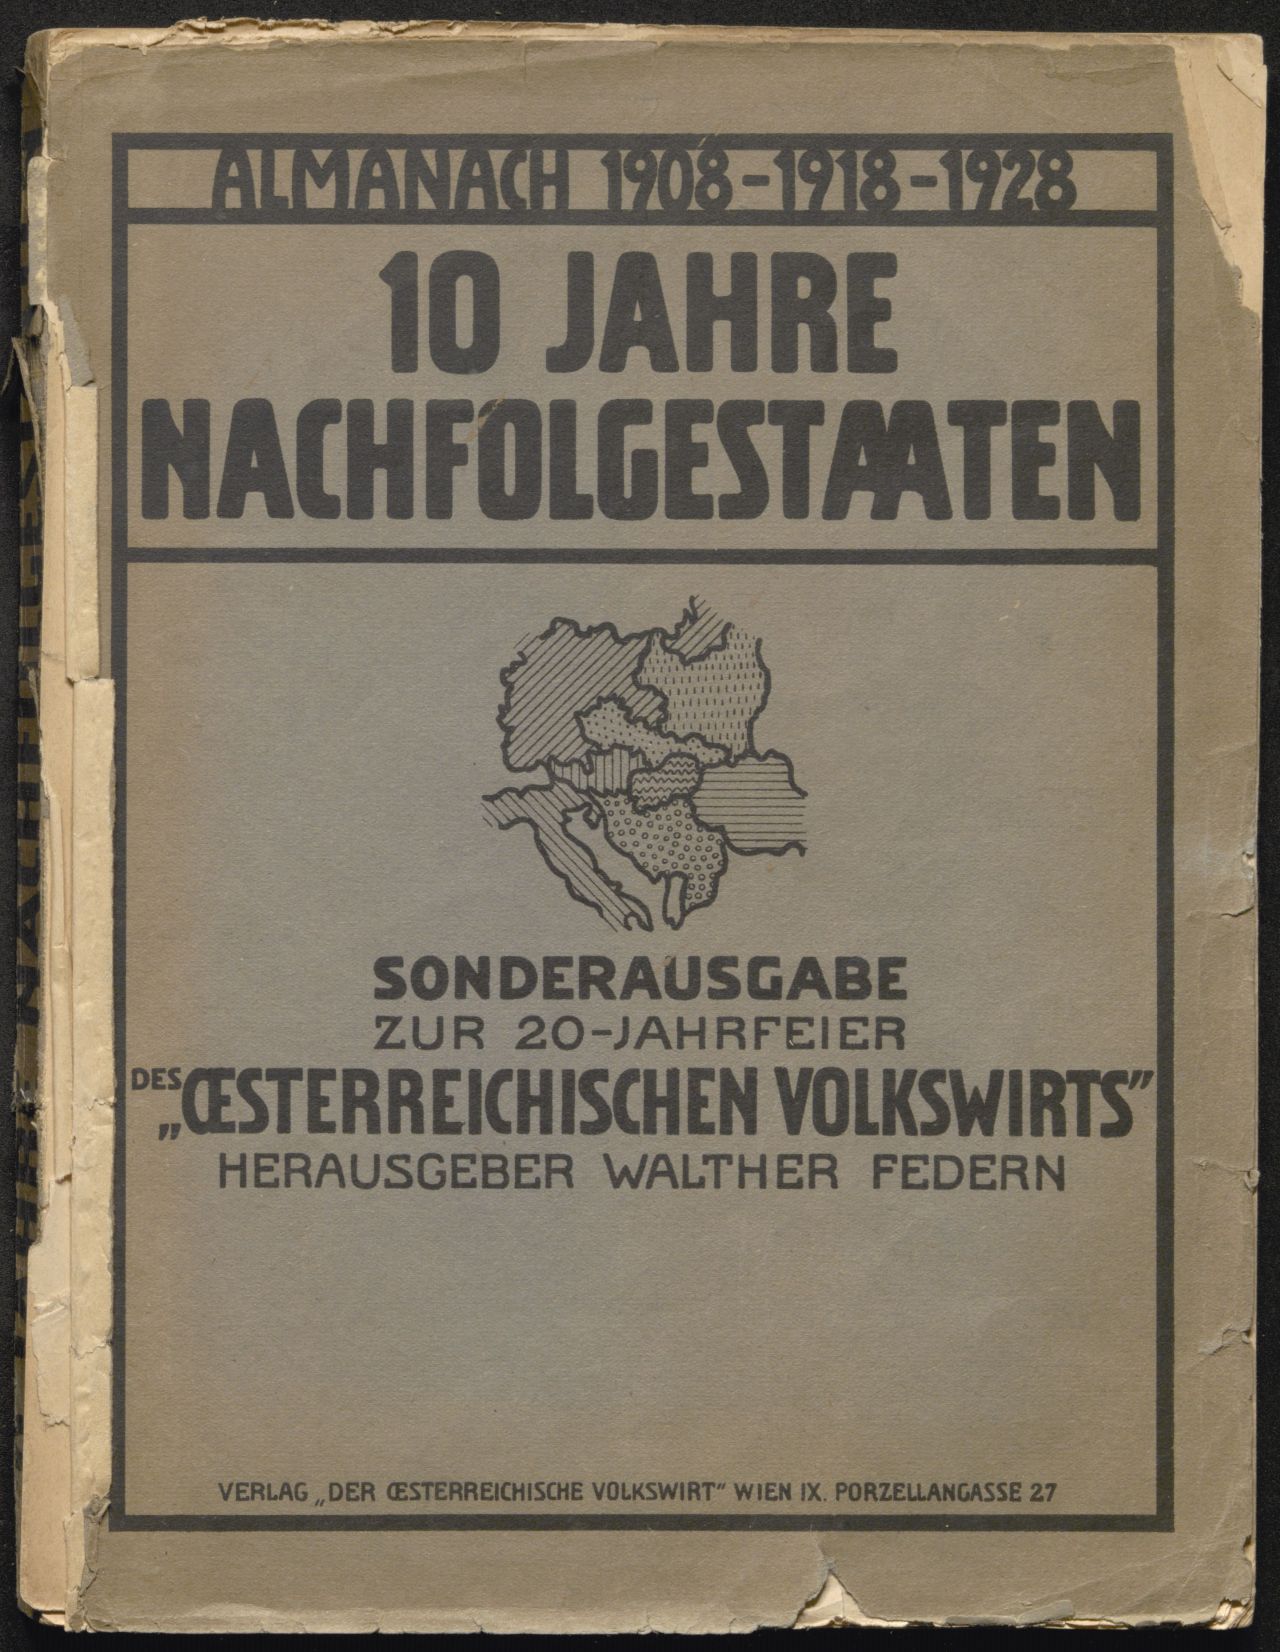 ALMANACH 1908-1918-1928
10 JAHRE
NACHFOLGESTAATEN
SONDERAUSGABE
ZUR 20-JAHRFEIER
DES „ŒSTERREICHISCHEN VOLKSWIRTS”
HERAUSGEBER WALTHER FEDERN
VERLAG „DER ŒSTERREICHISCHE VOLKSWIRT” WIEN IX. PORZELLANGASSE 27